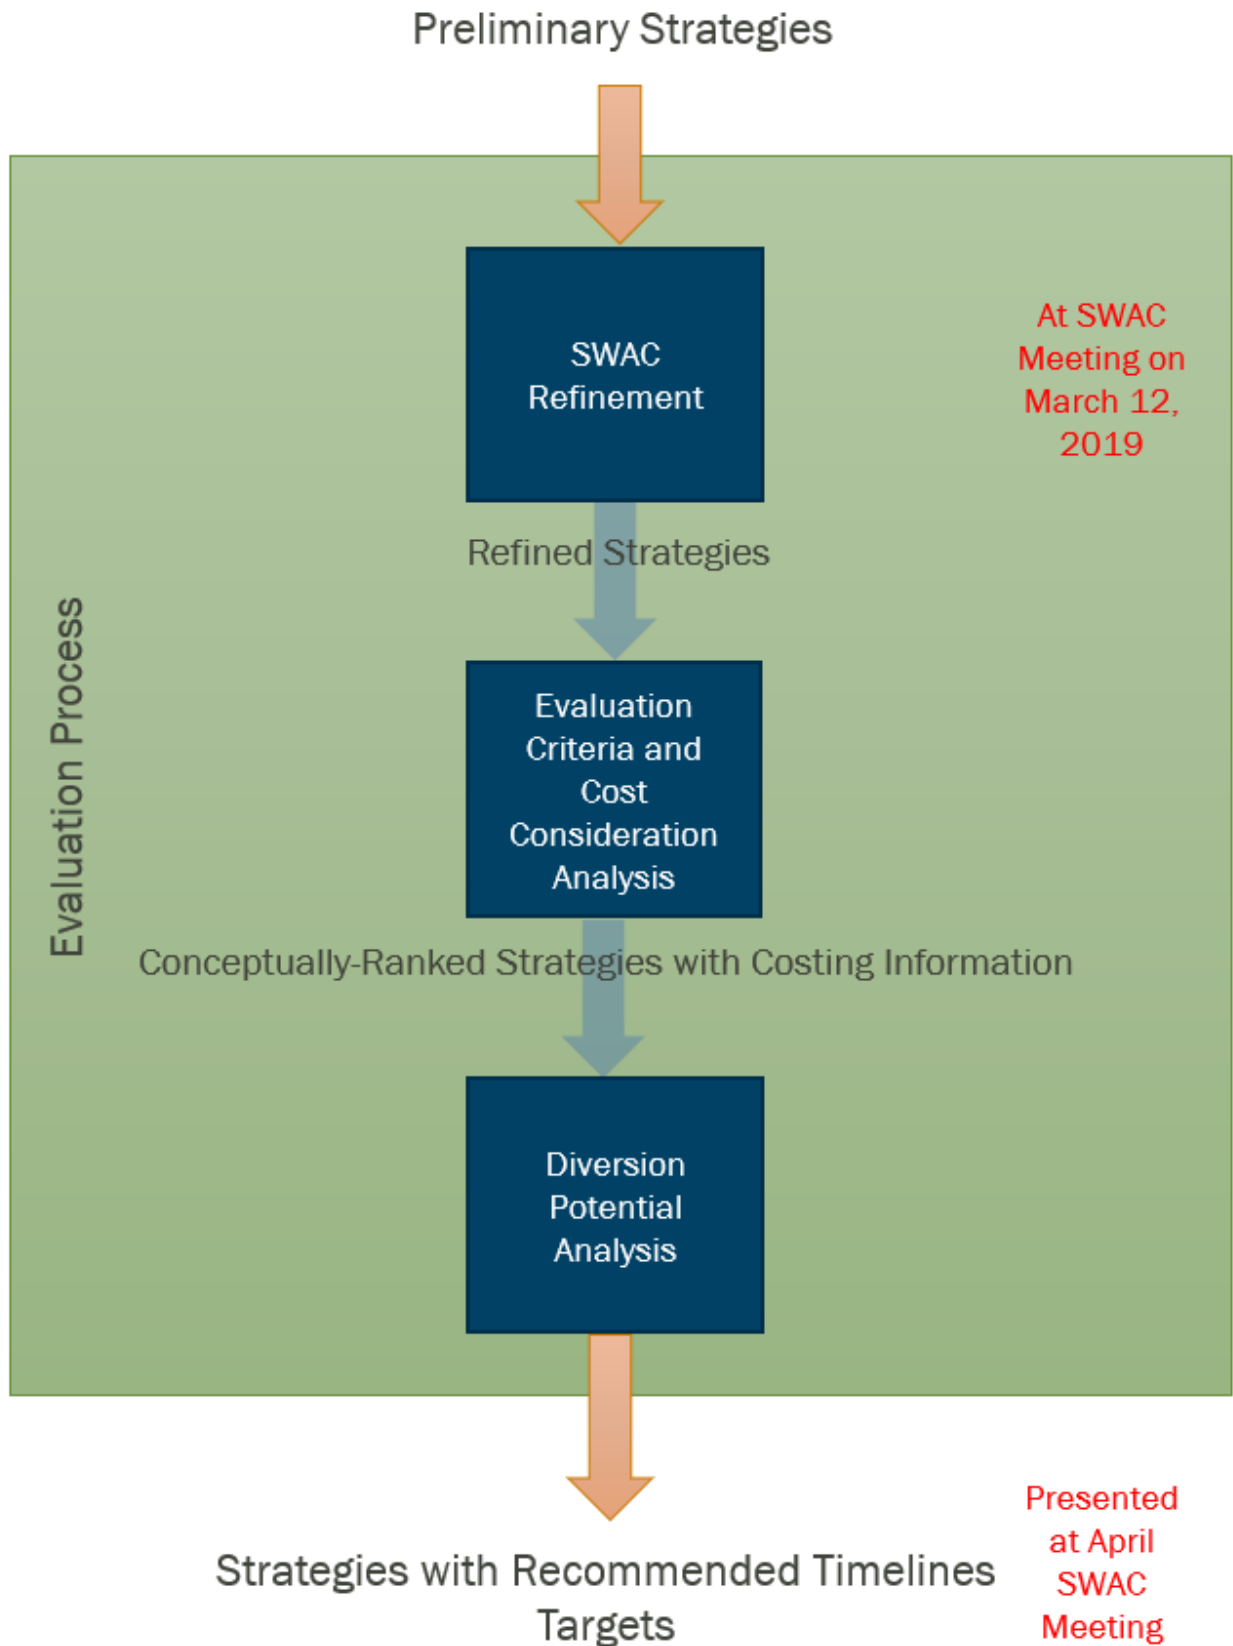 Preliminary Strategies
SWAC
Refinement
At SWAC
Meeting on
March 12,
2019
Refined Strategies
Evaluation Process
Evaluation
Criteria and
Cost
Consideration
Analysis
Conceptually-Ranked Strategies with Costing Information
Diversion
Potential
Analysis
Strategies with Recommended Timelines
Targets
Presented
at April
SWAC
Meeting